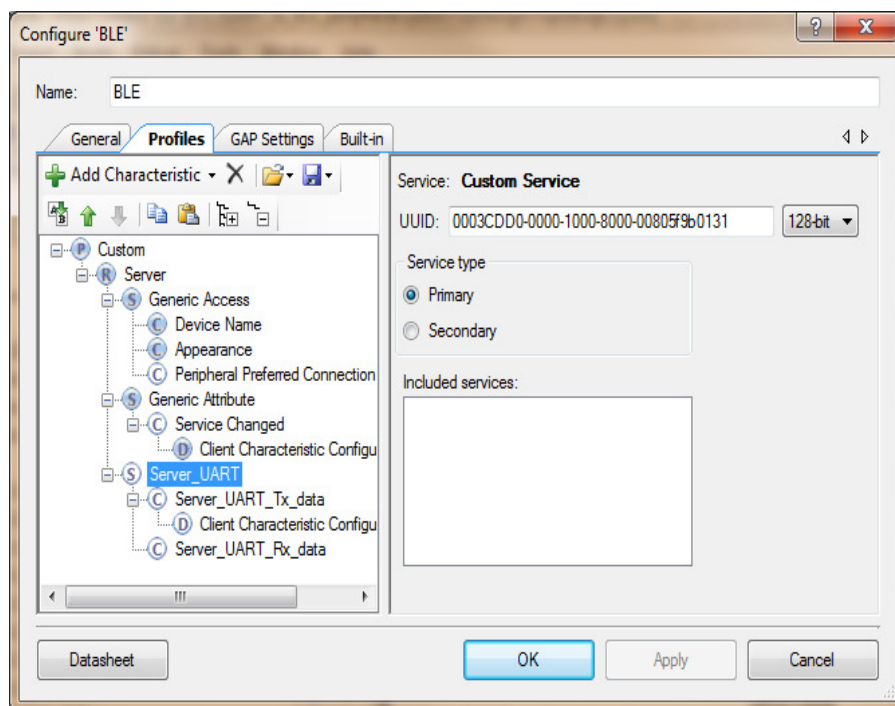 Configure 'BLE'
Name: BLE
General Profiles GAP Settings Built-in
Add Characteristic
Service: Custom Service
UUID: 0003CDD0-0000-1000-8000-00805f9b0131 128-bit
Service type
Primary
Secondary
Included services:
P Custom
R Server
S Generic Access
C Device Name
C Appearance
C Peripheral Preferred Connection
S Generic Attribute
C Service Changed
D Client Characteristic Configu
S Server_UART
C Server_UART_Tx_data
D Client Characteristic Configu
C Server_UART_Rx_data
Datasheet OK Apply Cancel